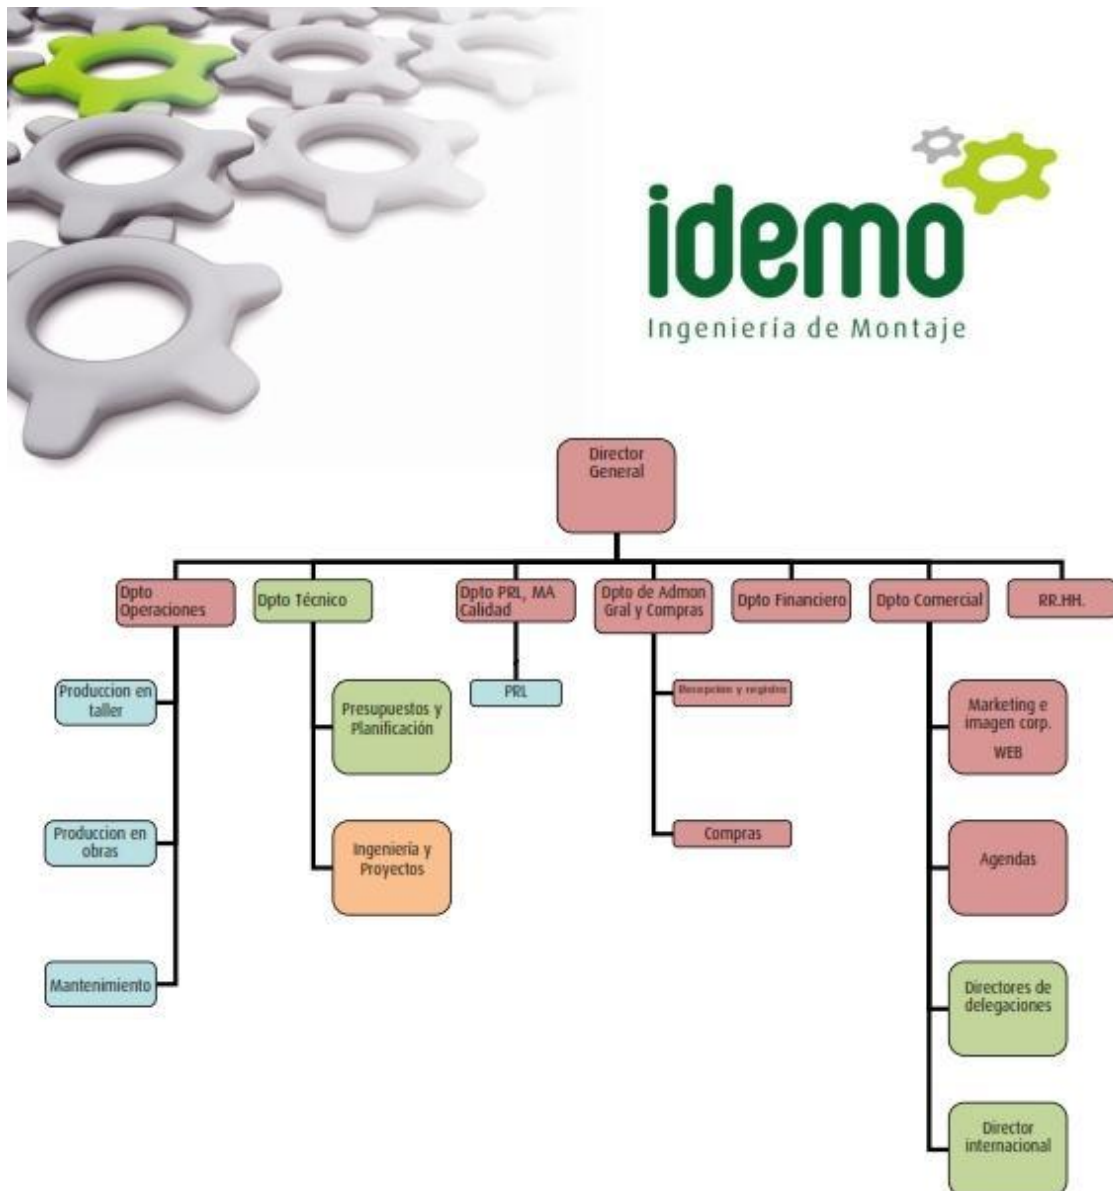 idemo
Ingeniería de Montaje
Director
General
Dpto
Operaciones
Dpto Técnico
Dpto PRL, MA
Calidad
Dpto de Admon
Gral y Compras
Dpto Financiero
Dpto Comercial
RR.HH.
Produccion en
taller
Produccion en
obras
Mantenimiento
Presupuestos y
Planificación
Ingeniería y
Proyectos
PRL
Recepción y registro
Compras
Marketing e
imagen corp.
WEB
Agendas
Directores de
delegaciones
Director
internacional